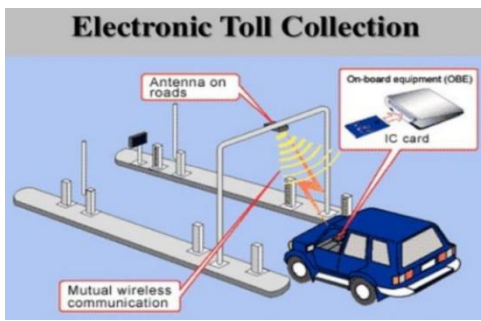 Electronic Toll Collection
Antenna on
roads
On-board equipment (OBE)
IC card
Mutual wireless
communication